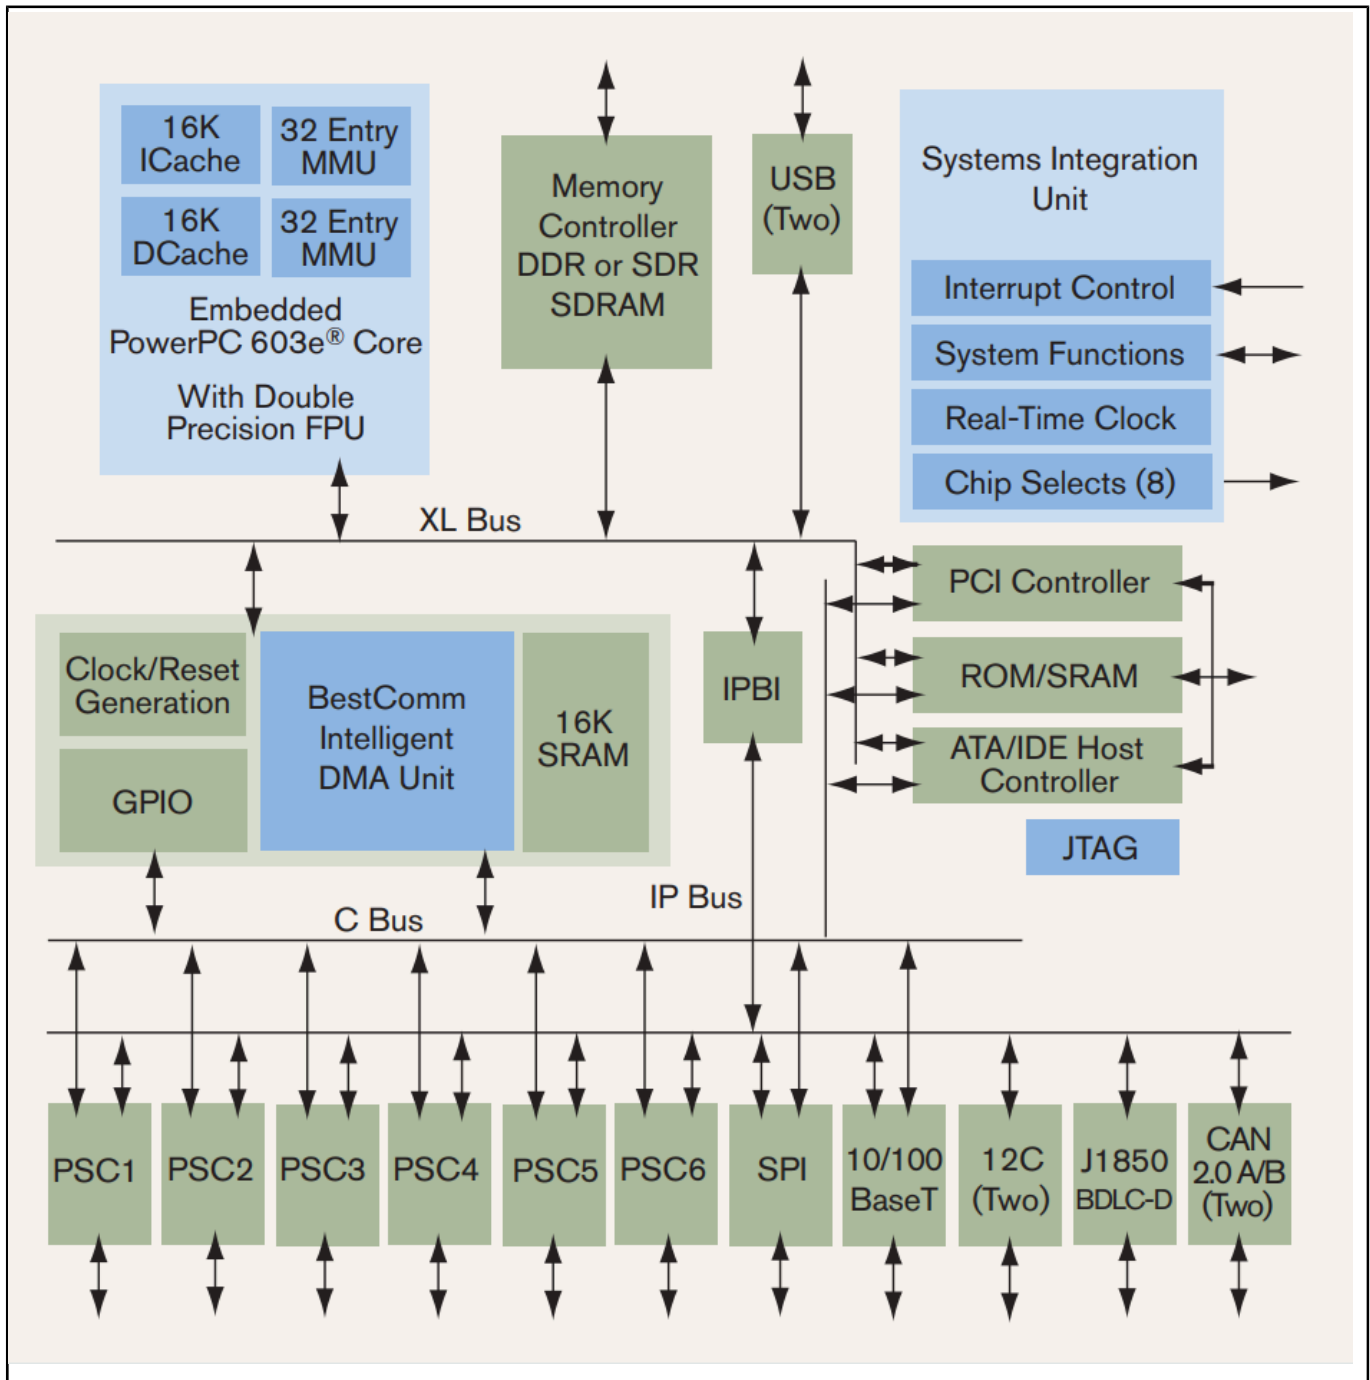 16K
ICache
32 Entry
MMU
16K
DCache
32 Entry
MMU
Embedded
PowerPC 603e® Core
With Double
Precision FPU
Memory
Controller
DDR or SDR
SDRAM
USB
(Two)
Systems Integration
Unit
Interrupt Control
System Functions
Real-Time Clock
Chip Selects (8)
XL Bus
Clock/Reset
Generation
GPIO
BestComm
Intelligent
DMA Unit
16K
SRAM
IPBI
PCI Controller
ROM/SRAM
ATA/IDE Host
Controller
JTAG
IP Bus
C Bus
PSC1
PSC2
PSC3
PSC4
PSC5
PSC6
SPI
10/100
BaseT
12C
(Two)
J1850
BDLC-D
CAN
2.0 A/B
(Two)